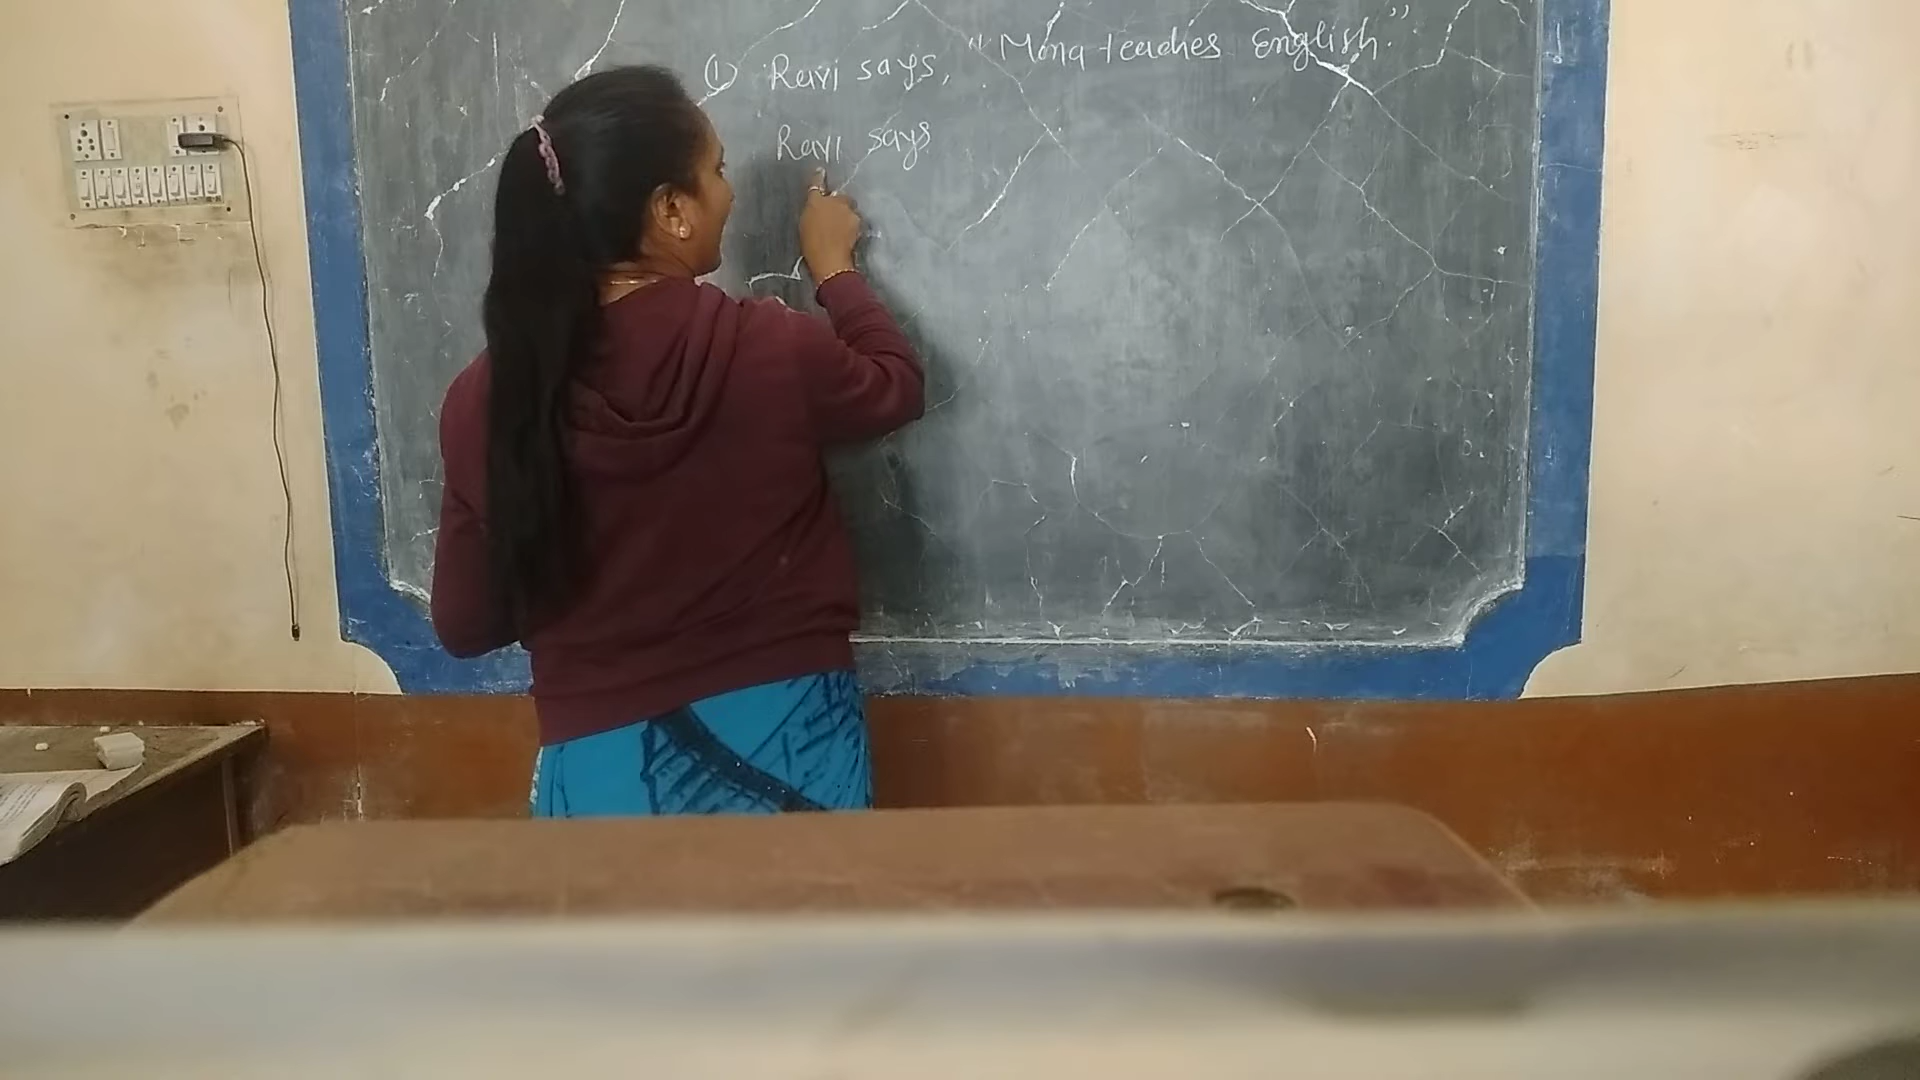 ① Ravi says, "Mona teaches English."
Ravi says